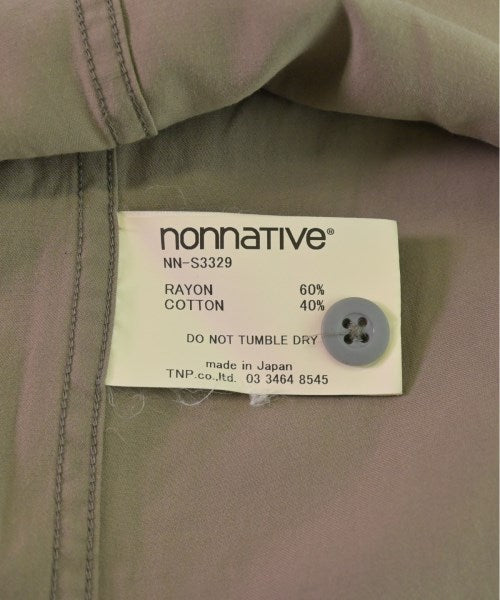 nonnative®
NN-S3329
RAYON 60%
COTTON 40%
DO NOT TUMBLE DRY
made in Japan
TNP.co.,ltd. 03 3464 8545